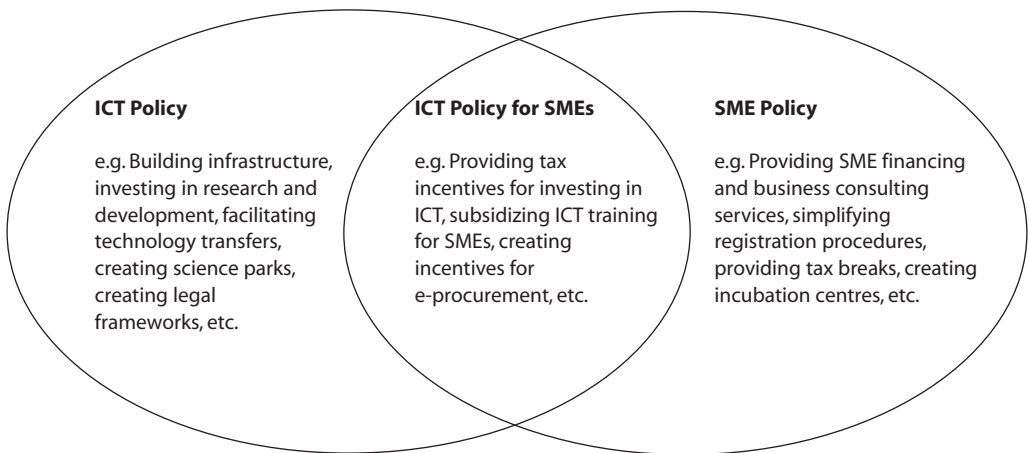 ICT Policy
e.g. Building infrastructure,
investing in research and
development, facilitating
technology transfers,
creating science parks,
creating legal
frameworks, etc.
ICT Policy for SMEs
e.g. Providing tax
incentives for investing in
ICT, subsidizing ICT training
for SMEs, creating
incentives for
e-procurement, etc.
SME Policy
e.g. Providing SME financing
and business consulting
services, simplifying
registration procedures,
providing tax breaks, creating
incubation centres, etc.